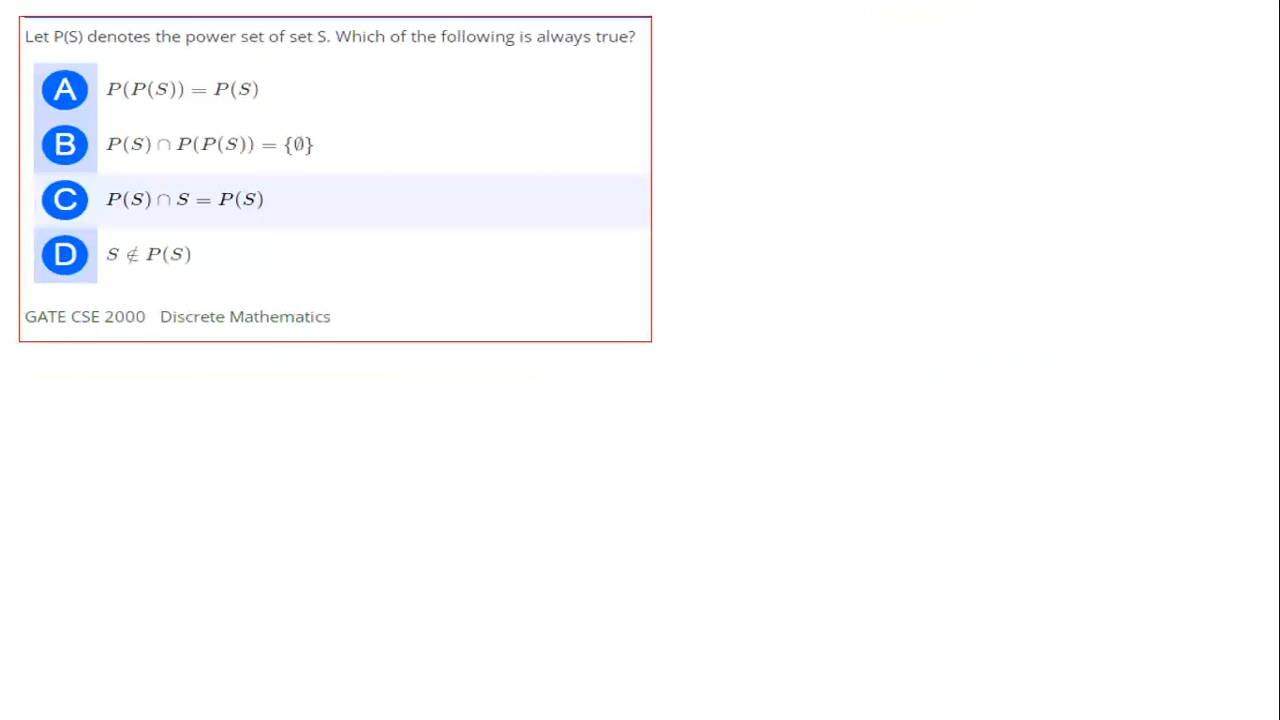 Let P(S) denotes the power set of set S. Which of the following is always true?
A P(P(S)) = P(S)
B P(S) ∩ P(P(S)) = {∅}
C P(S) ∩ S = P(S)
D S ∉ P(S)
GATE CSE 2000 Discrete Mathematics